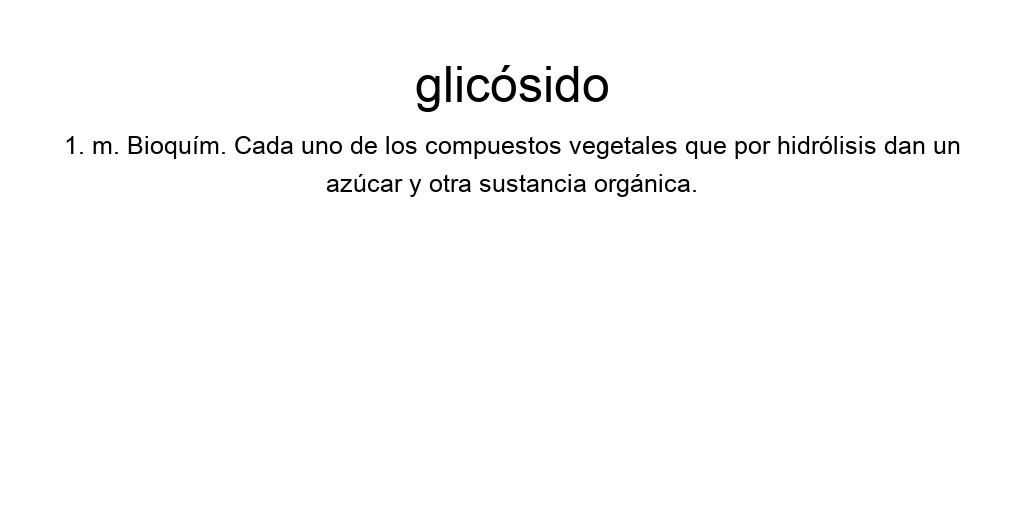 glicósido
1. m. Bioquím. Cada uno de los compuestos vegetales que por hidrólisis dan un
azúcar y otra sustancia orgánica.